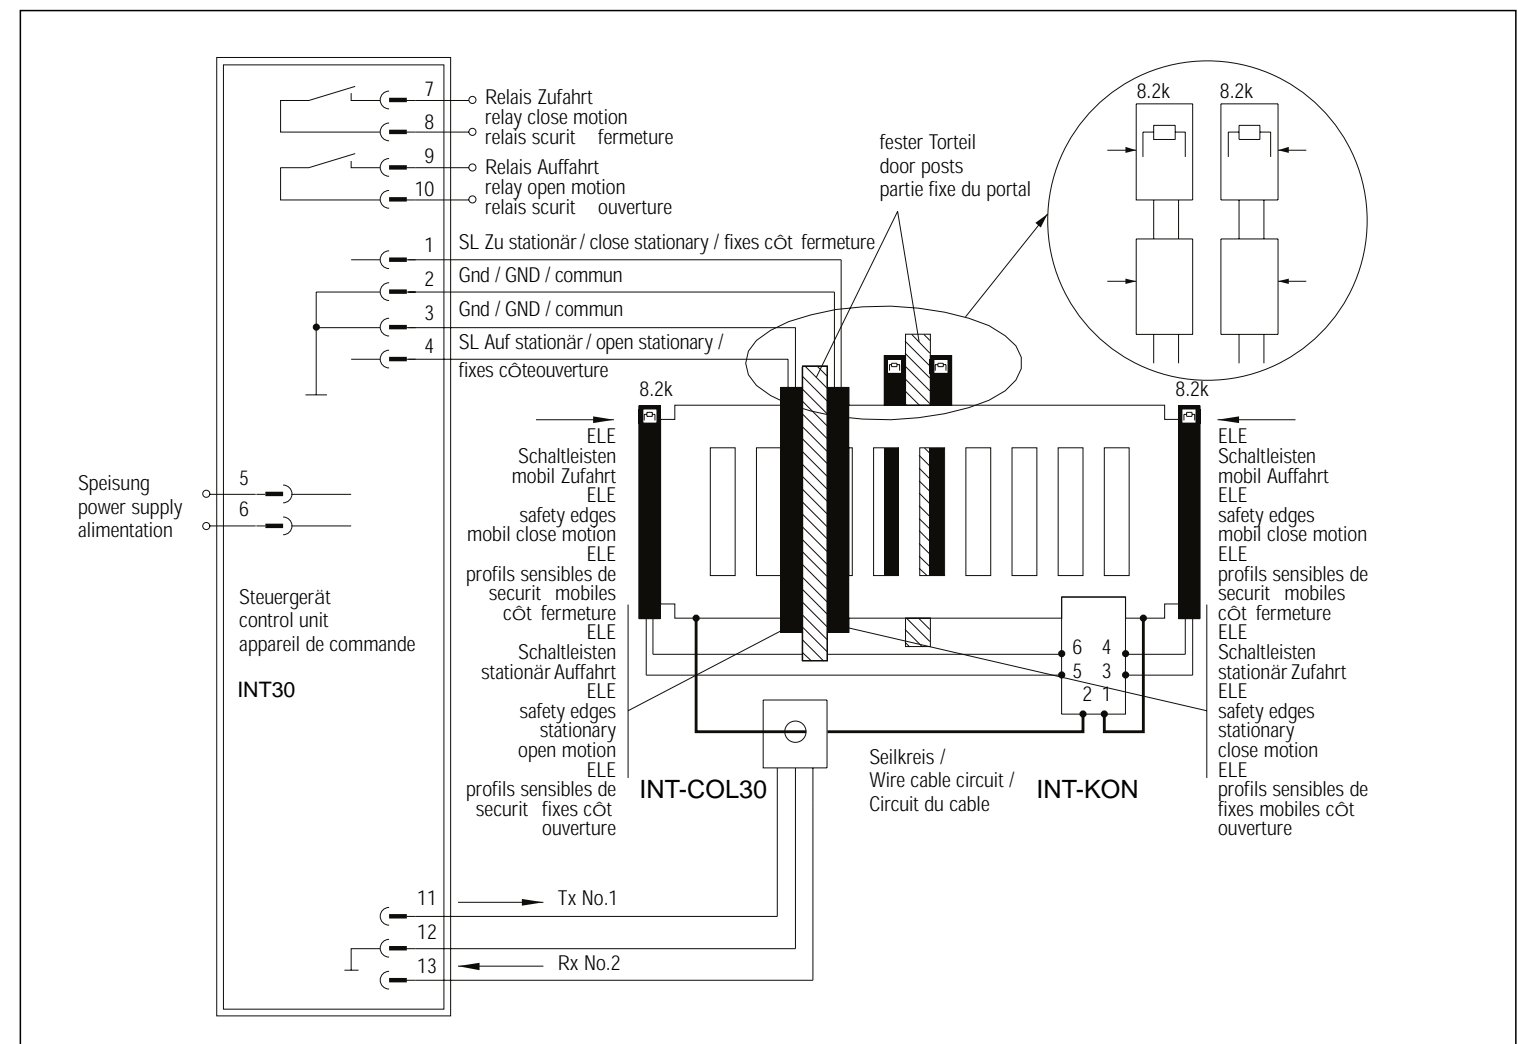 7
Relais Zufahrt
relay close motion
8
relais scurit fermeture
9
Relais Auffahrt
relay open motion
10
relais scurit ouverture
1
SL Zu stationär / close stationary / fixes cÔt fermeture
2
Gnd / GND / commun
3
Gnd / GND / commun
4
SL Auf stationär / open stationary /
fixes cÔteouverture
fester Torteil
door posts
partie fixe du portal
8.2k
8.2k
8.2k
8.2k
Speisung
power supply
alimentation
5
6
Steuergerät
control unit
appareil de commande
INT30
ELE
Schaltleisten
mobil Zufahrt
ELE
safety edges
mobil close motion
ELE
profils sensibles de
securit mobiles
cÔt fermeture
ELE
Schaltleisten
stationär Auffahrt
ELE
safety edges
stationary
open motion
ELE
profils sensibles de
securit fixes cÔt
ouverture
ELE
Schaltleisten
mobil Auffahrt
ELE
safety edges
mobil close motion
ELE
profils sensibles de
securit mobiles
cÔt fermeture
ELE
Schaltleisten
stationär Zufahrt
ELE
safety edges
stationary
close motion
ELE
profils sensibles de
fixes mobiles cÔt
ouverture
6 4
5 3
2 1
INT-COL30
Seilkreis /
Wire cable circuit /
Circuit du cable
INT-KON
11
Tx No.1
12
13
Rx No.2